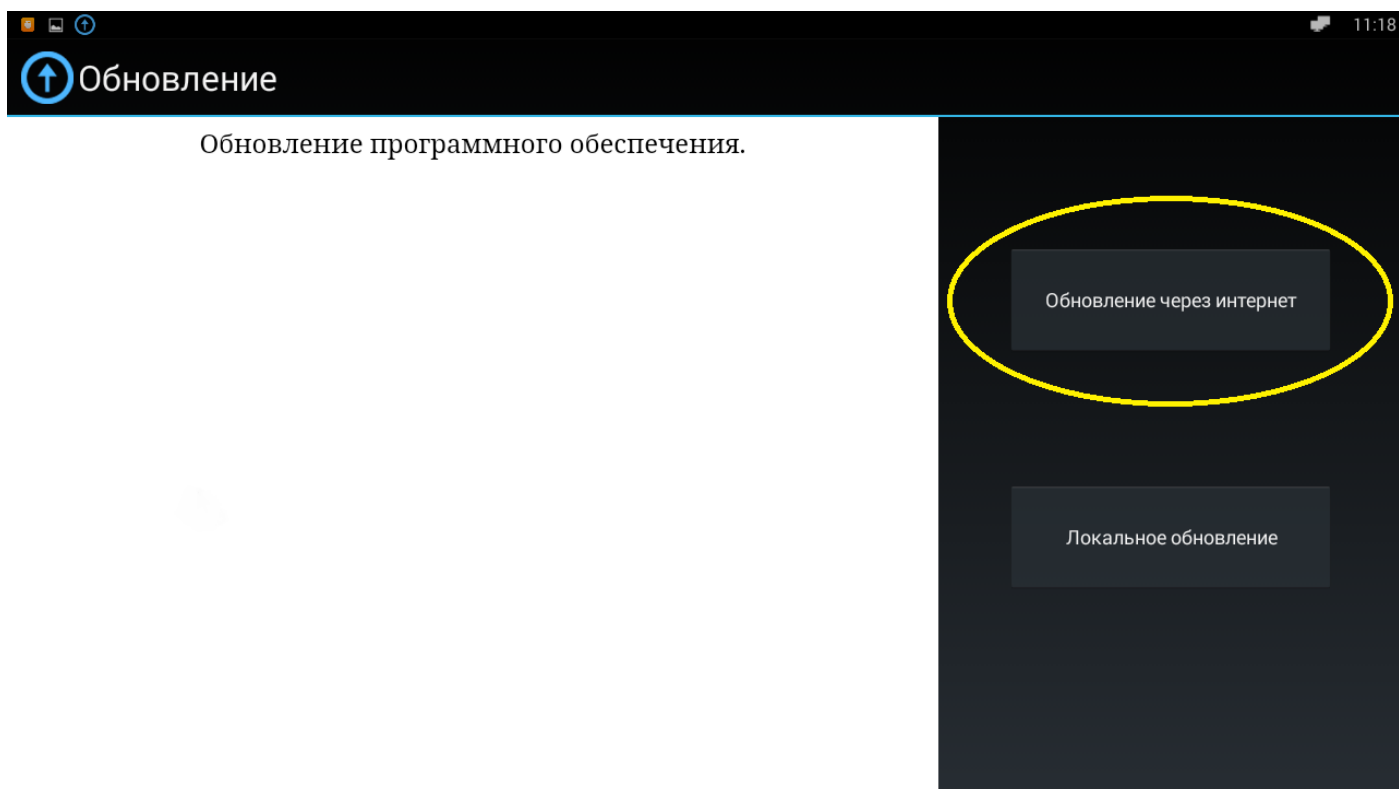 11:18
Обновление
Обновление программного обеспечения.
Обновление через интернет
Локальное обновление